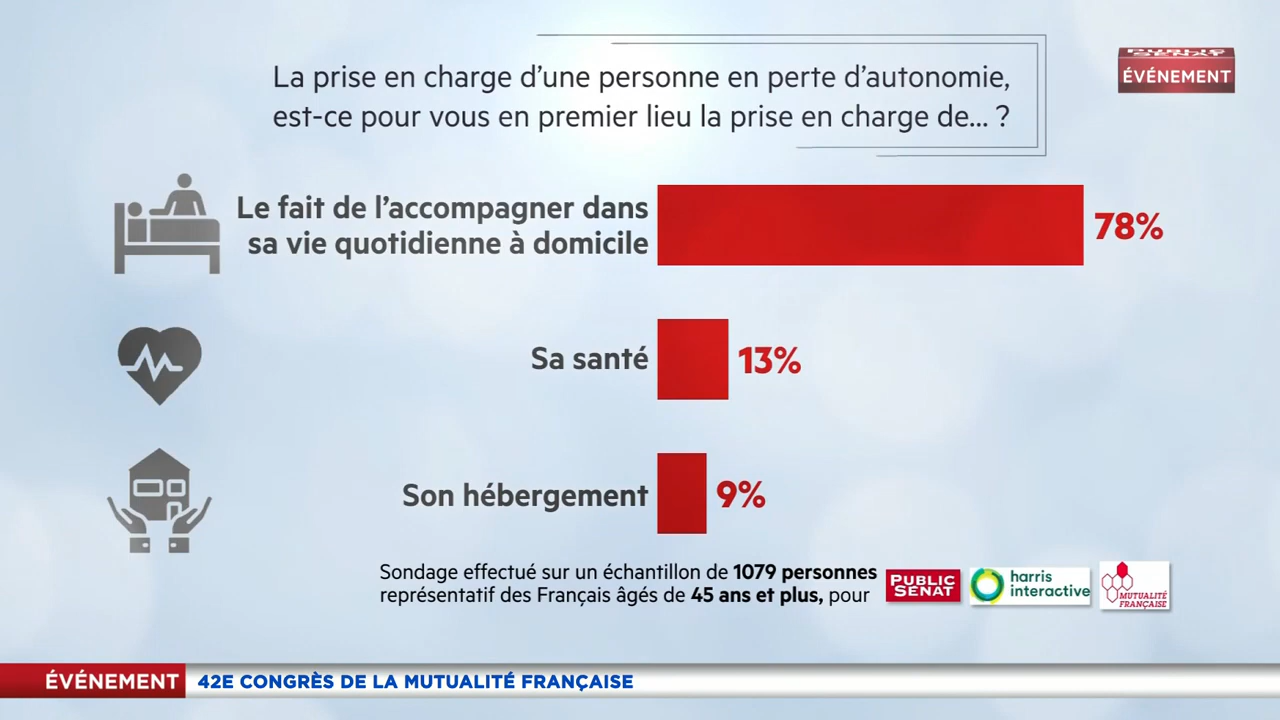 La prise en charge d’une personne en perte d’autonomie,
est-ce pour vous en premier lieu la prise en charge de... ?
PUBLIC
SENAT
ÉVÉNEMENT
Le fait de l’accompagner dans
sa vie quotidienne à domicile
78%
Sa santé
13%
Son hébergement
9%
Sondage effectué sur un échantillon de 1079 personnes
représentatif des Français âgés de 45 ans et plus, pour
PUBLIC
SENAT
harris
interactive
MUTUALITÉ
FRANÇAISE
ÉVÉNEMENT
42E CONGRÈS DE LA MUTUALITÉ FRANÇAISE